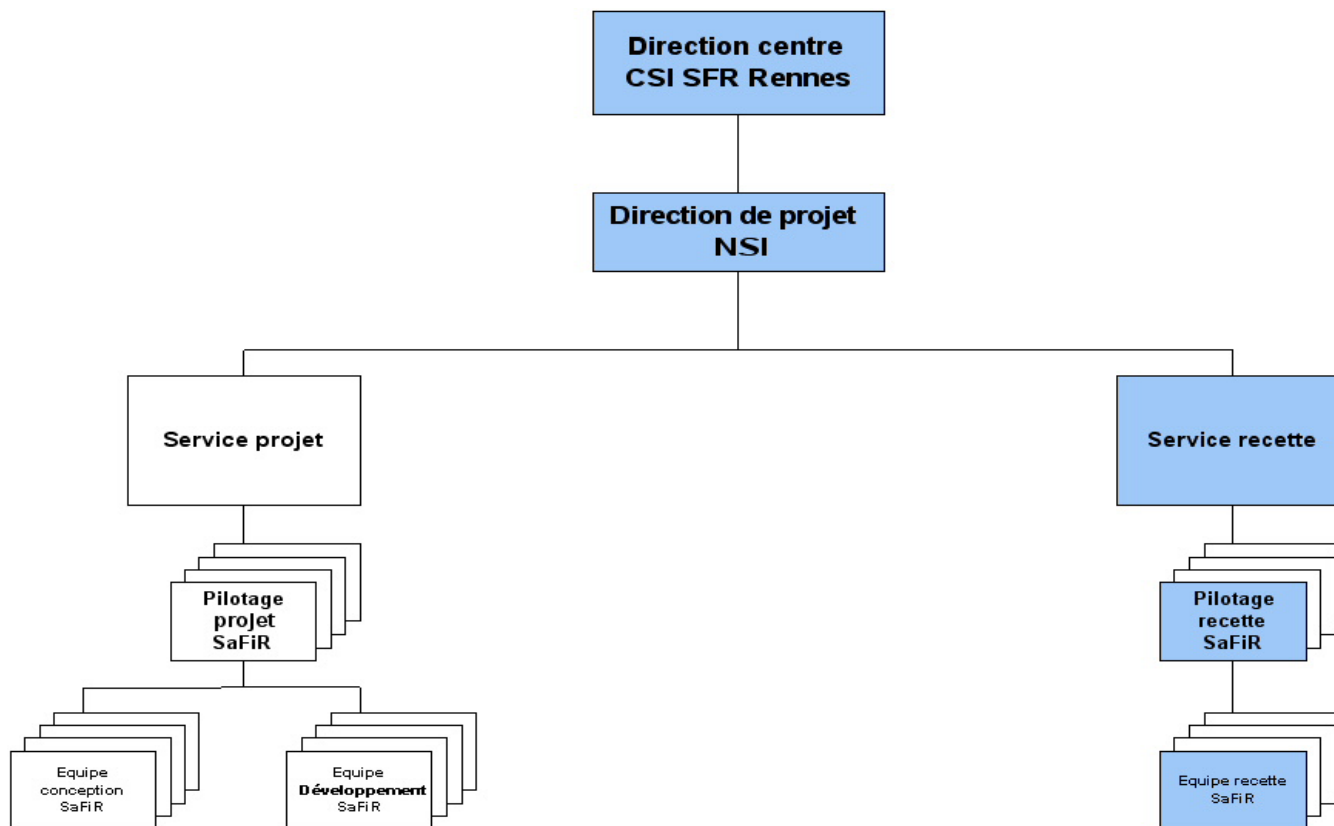 Direction centre
CSI SFR Rennes
Direction de projet
NSI
Service projet
Service recette
Pilotage
projet
SaFiR
Pilotage
recette
SaFiR
Equipe
conception
SaFiR
Equipe
Développement
SaFiR
Equipe recette
SaFiR